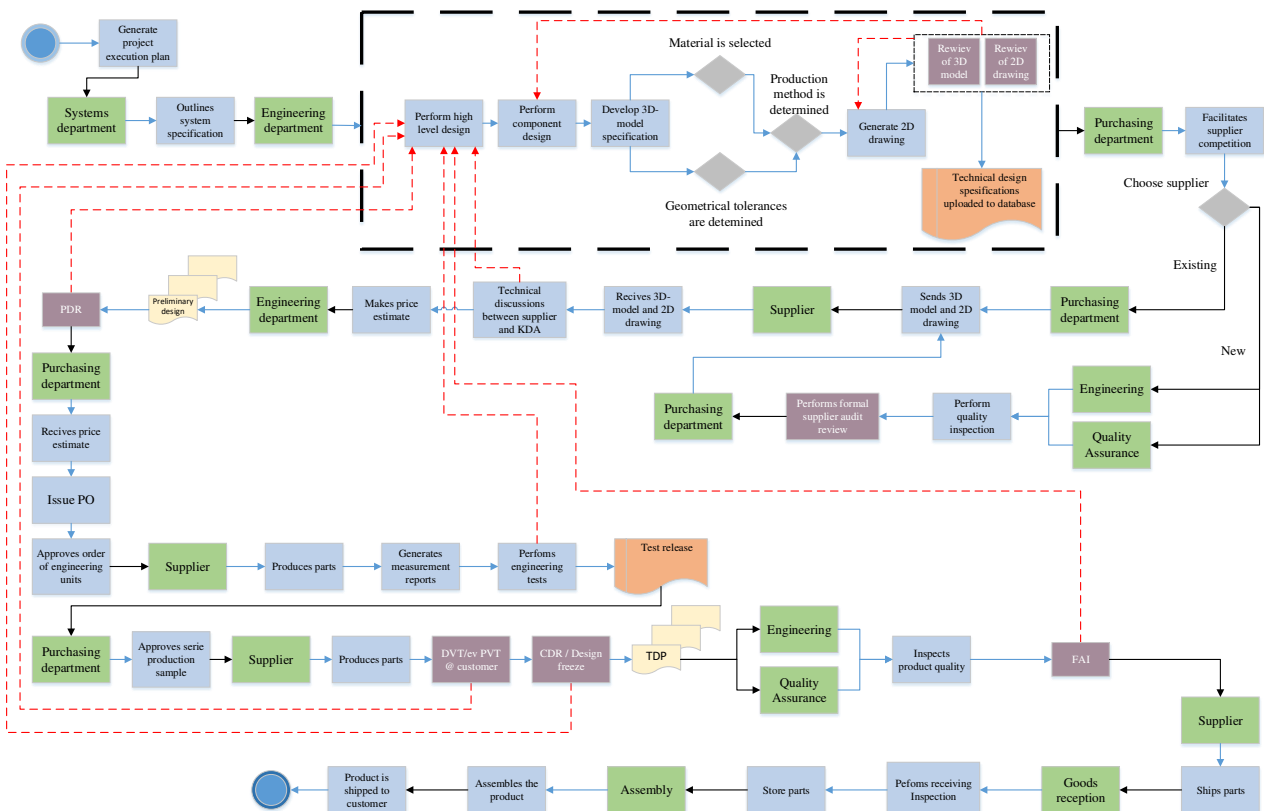 Generate
project
execution plan
Systems
department
Outlines
system
specification
Engineering
department
Perform high
level design
Perform
component
design
Develop 3D-
model
specification
Material is selected
Production
method is
determined
Geometrical tolerances
are detemined
Generate 2D
drawing
Rewiev
of 3D
model
Rewiev
of 2D
drawing
Technical design
spesifications
uploaded to database
Purchasing
department
Facilitates
supplier
competition
Choose supplier
Existing
New
Purchasing
department
Sends 3D
model and 2D
drawing
Supplier
Recives 3D-
model and 2D
drawing
Technical
discussions
between supplier
and KDA
Makes price
estimate
Engineering
department
Preliminary
design
PDR
Engineering
Quality
Assurance
Perform
quality
inspection
Performs formal
supplier audit
review
Purchasing
department
Purchasing
department
Recives price
estimate
Issue PO
Approves order
of engineering
units
Supplier
Produces parts
Generates
measurement
reports
Perfoms
engineering
tests
Test release
Purchasing
department
Approves serie
production
sample
Supplier
Produces parts
DVT/ev PVT
@ customer
CDR / Design
freeze
TDP
Engineering
Quality
Assurance
Inspects
product quality
FAI
Supplier
Ships parts
Goods
reception
Pefoms receiving
Inspection
Store parts
Assembly
Assembles the
product
Product is
shipped to
customer